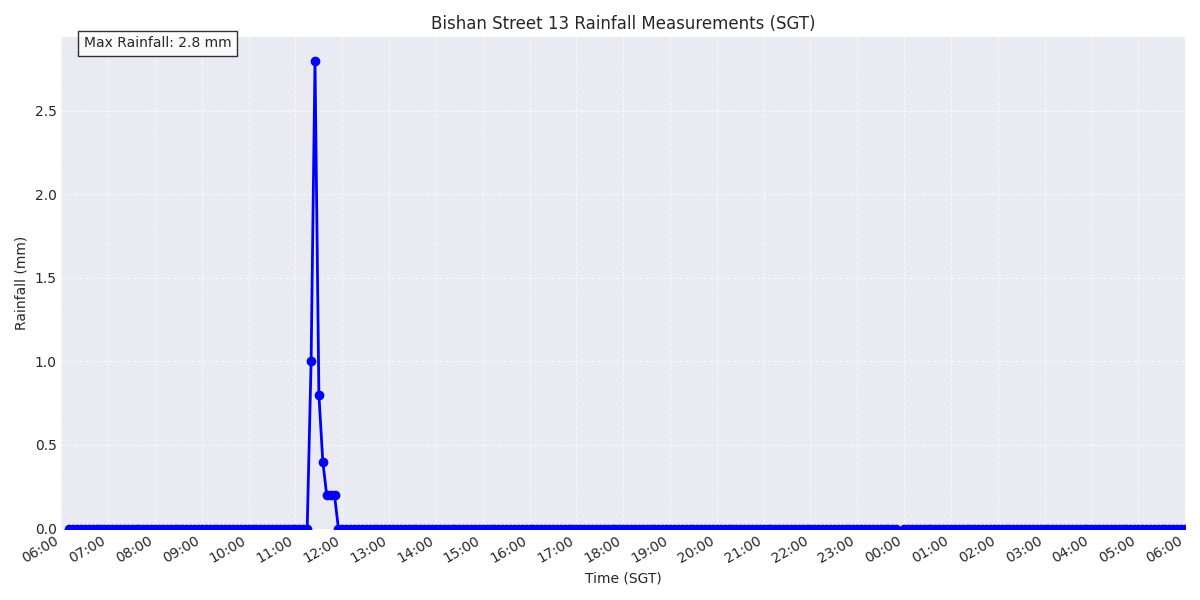 Bishan Street 13 Rainfall Measurements (SGT)
Max Rainfall: 2.8 mm
Rainfall (mm)
2.5
2.0
1.5
1.0
0.5
0.0
06:00 07:00 08:00 09:00 10:00 11:00 12:00 13:00 14:00 15:00 16:00 17:00 18:00 19:00 20:00 21:00 22:00 23:00 00:00 01:00 02:00 03:00 04:00 05:00 06:00
Time (SGT)